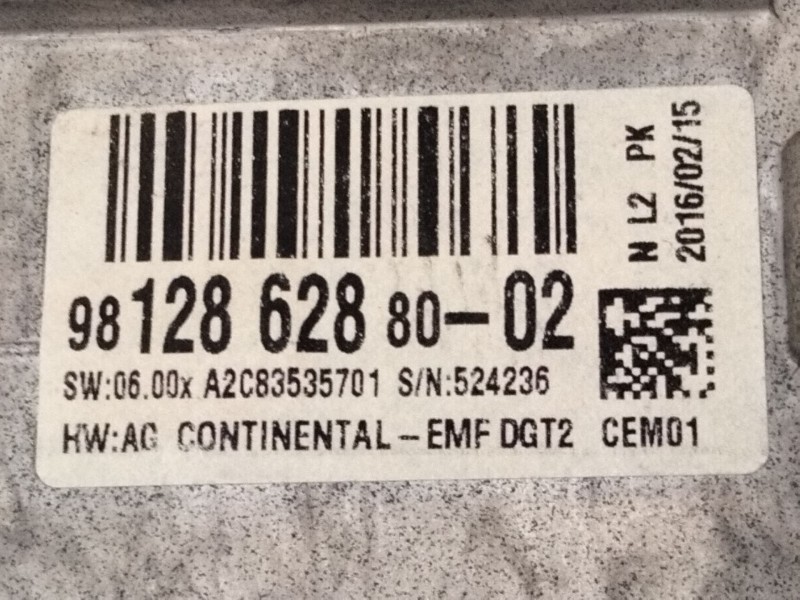 98 128 628 80-02
SW:06.00x A2C83535701 S/N:524236
HW:AG CONTINENTAL-EMF DGT2 CEM01
N L2 PK
2016/02/15